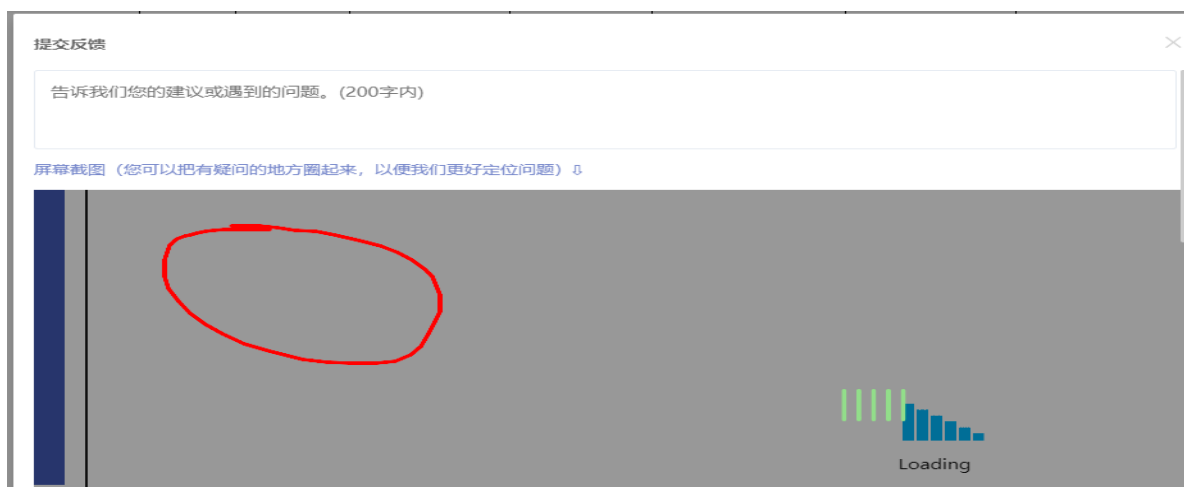 提交反馈
告诉我们您的建议或遇到的问题。(200字内)
屏幕截图（您可以把有疑问的地方圈起来，以便我们更好定位问题）⇩
Loading